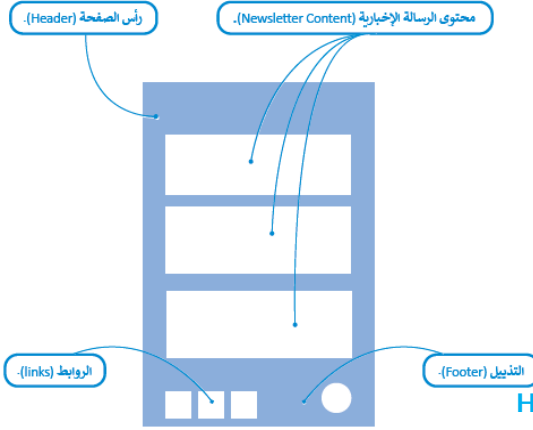 رأس الصفحة (Header).
محتوى الرسالة الإخبارية (Newsletter Content).
الروابط (links).
التذييل (Footer).
H